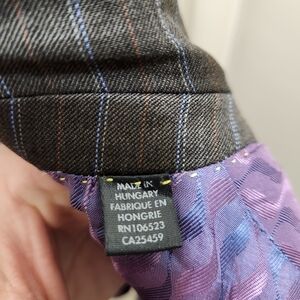 MADE IN
HUNGARY
FABRIQUE EN
HONGRIE
RN106523
CA25459